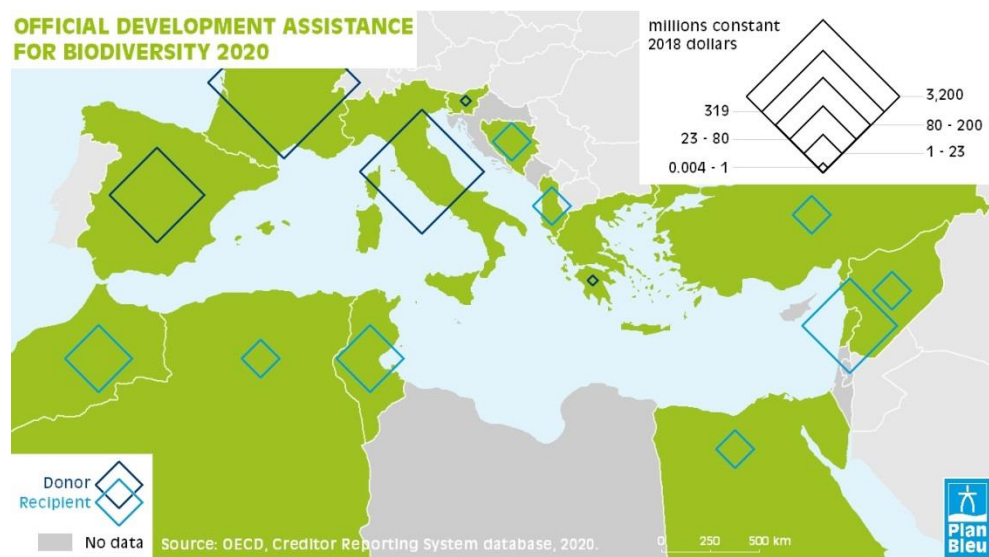 OFFICIAL DEVELOPMENT ASSISTANCE
FOR BIODIVERSITY 2020
millions constant
2018 dollars
319
23 - 80
0.004 - 1
3,200
80 - 200
1 - 23
Donor
Recipient
No data
Source: OECD, Creditor Reporting System database, 2020.
0 250 500 km
Plan
Bleu